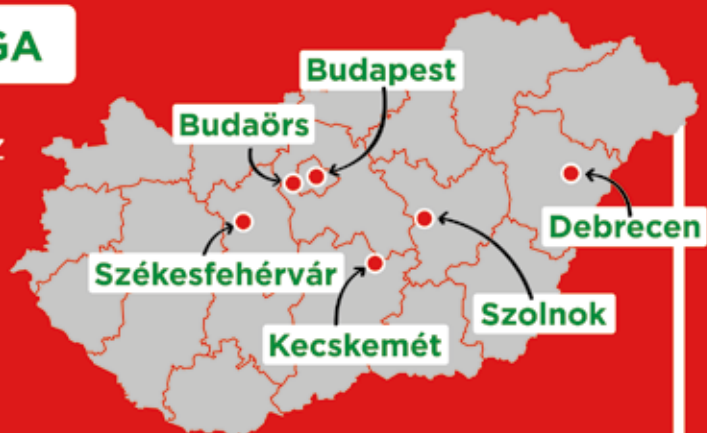 GA
z
Budapest
Budaörs
Debrecen
Székesfehérvár
Szolnok
Kecskemét